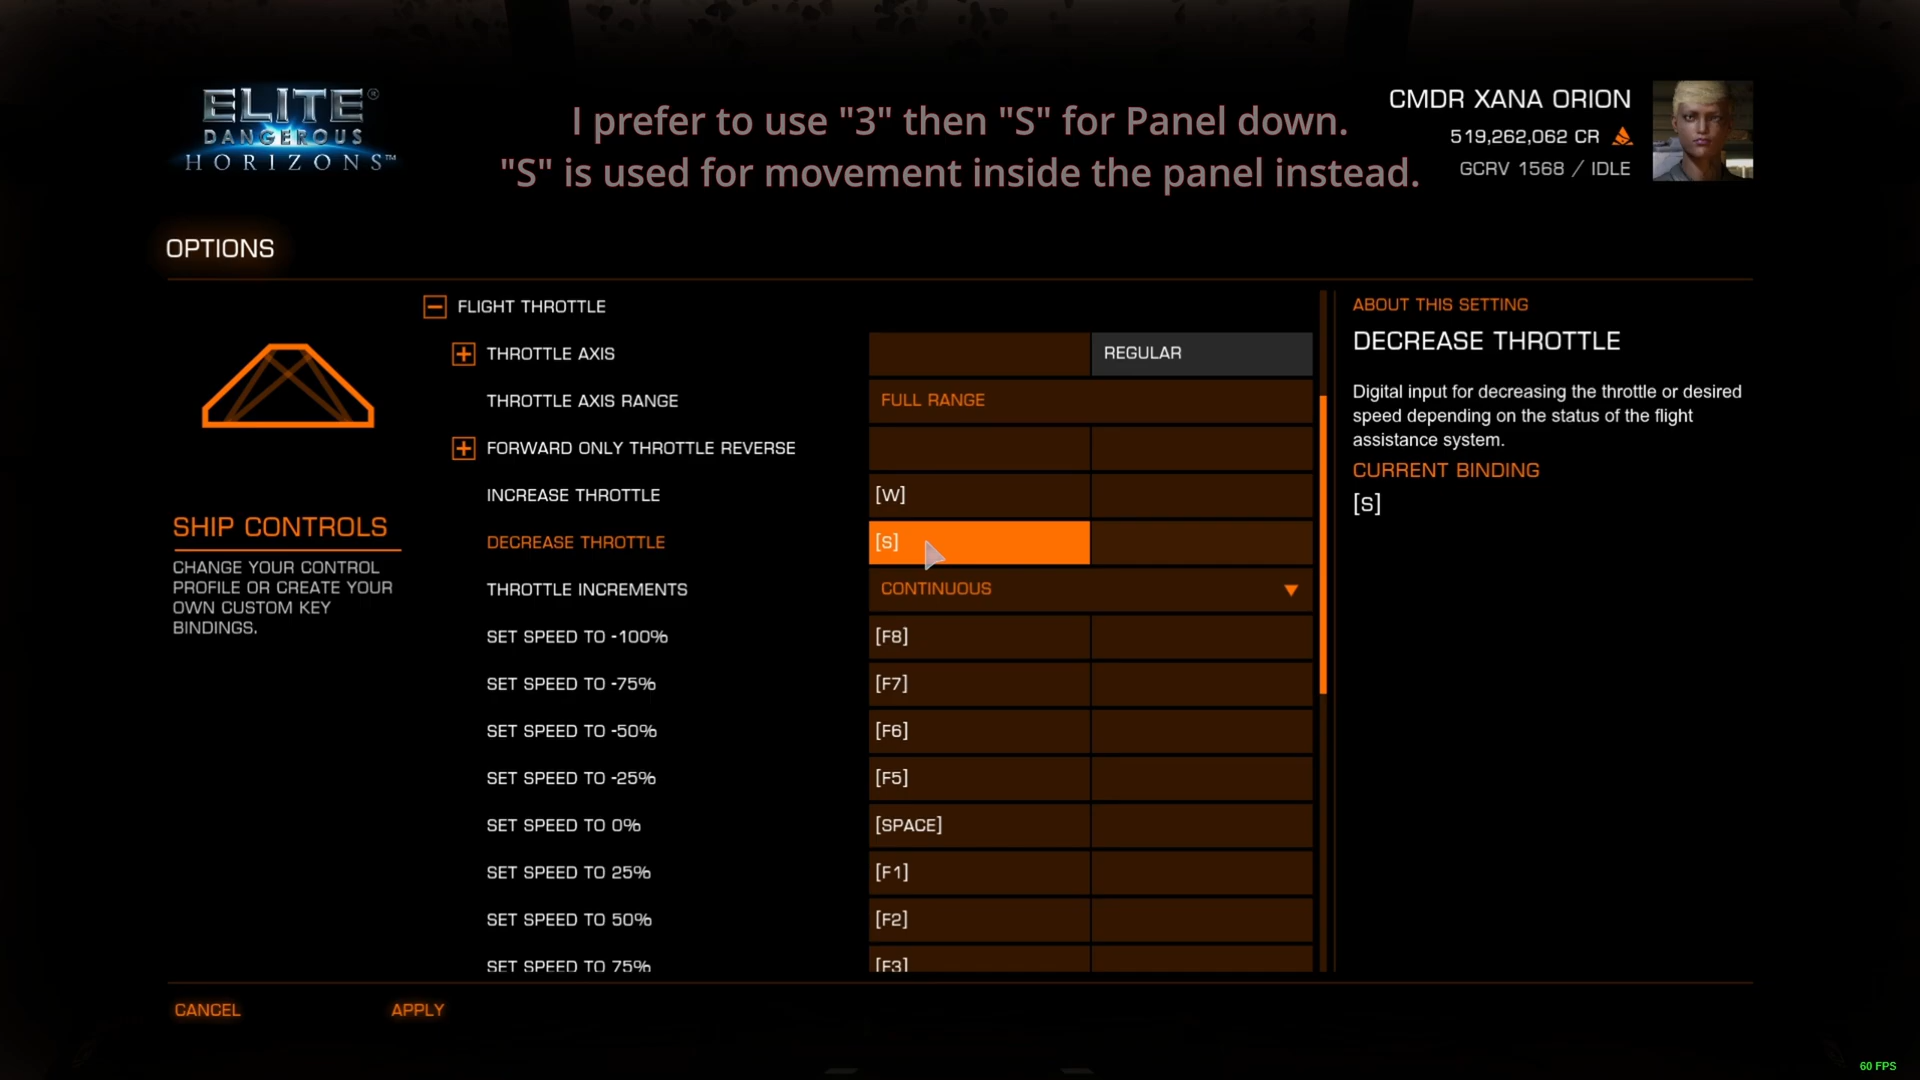 ELITE®
DANGEROUS
HORIZONS™
I prefer to use "3" then "S" for Panel down.
"S" is used for movement inside the panel instead.
CMDR XANA ORION
519,262,062 CR
GCRV 1568 / IDLE
OPTIONS
SHIP CONTROLS
CHANGE YOUR CONTROL
PROFILE OR CREATE YOUR
OWN CUSTOM KEY
BINDINGS.
FLIGHT THROTTLE
THROTTLE AXIS REGULAR
THROTTLE AXIS RANGE FULL RANGE
FORWARD ONLY THROTTLE REVERSE
INCREASE THROTTLE [W]
DECREASE THROTTLE [S]
THROTTLE INCREMENTS CONTINUOUS
SET SPEED TO -100% [F8]
SET SPEED TO -75% [F7]
SET SPEED TO -50% [F6]
SET SPEED TO -25% [F5]
SET SPEED TO 0% [SPACE]
SET SPEED TO 25% [F1]
SET SPEED TO 50% [F2]
SET SPEED TO 75% [F3]
ABOUT THIS SETTING
DECREASE THROTTLE
Digital input for decreasing the throttle or desired
speed depending on the status of the flight
assistance system.
CURRENT BINDING
[S]
CANCEL APPLY
60 FPS